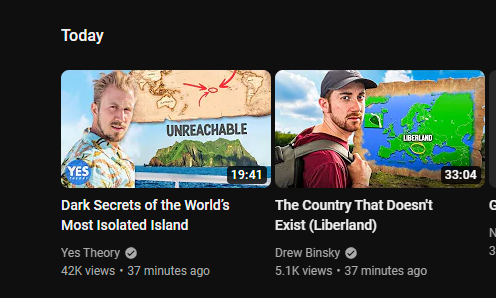 Today
UNREACHABLE
YES
THEORY
19:41
LIBERLAND
33:04
Dark Secrets of the World's
Most Isolated Island
Yes Theory
42K views • 37 minutes ago
The Country That Doesn't
Exist (Liberland)
Drew Binsky
5.1K views • 37 minutes ago
G
N
3